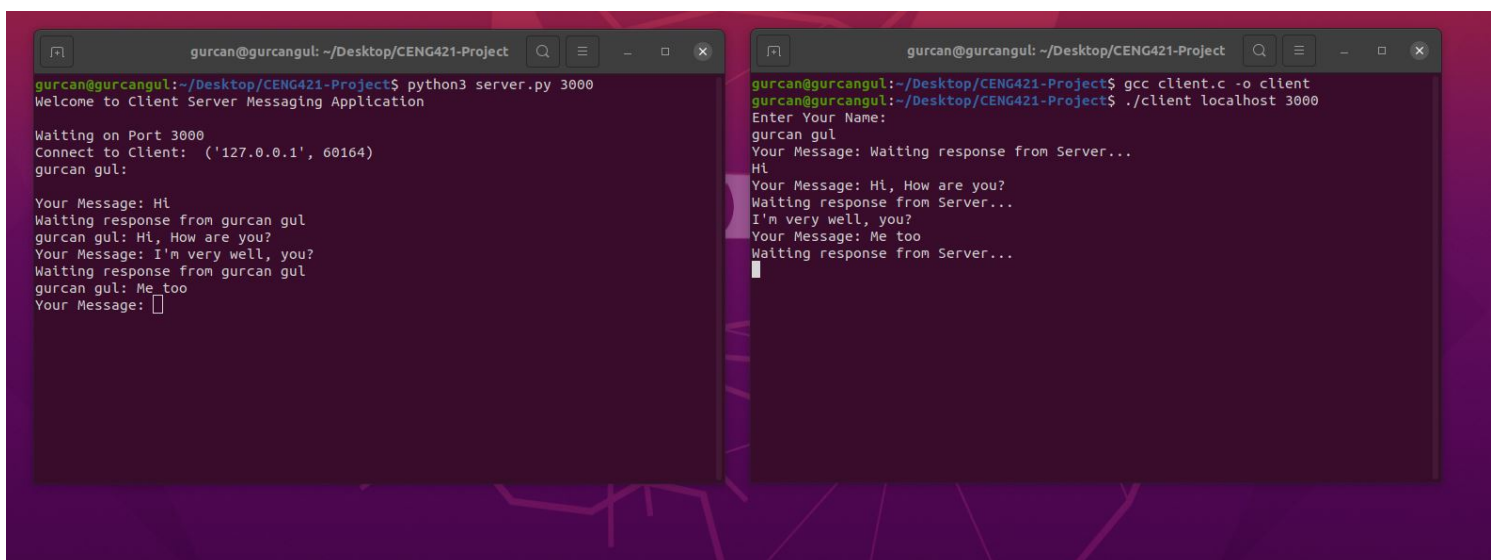 gurcan@gurcangul: ~/Desktop/CENG421-Project
gurcan@gurcangul:~/Desktop/CENG421-Project$ python3 server.py 3000
Welcome to Client Server Messaging Application
Waiting on Port 3000
Connect to Client:  ('127.0.0.1', 60164)
gurcan gul:
Your Message: Hi
Waiting response from gurcan gul
gurcan gul: Hi, How are you?
Your Message: I'm very well, you?
Waiting response from gurcan gul
gurcan gul: Me too
Your Message:
gurcan@gurcangul: ~/Desktop/CENG421-Project
gurcan@gurcangul:~/Desktop/CENG421-Project$ gcc client.c -o client
gurcan@gurcangul:~/Desktop/CENG421-Project$ ./client localhost 3000
Enter Your Name:
gurcan gul
Your Message: Waiting response from Server...
Hi
Your Message: Hi, How are you?
Waiting response from Server...
I'm very well, you?
Your Message: Me too
Waiting response from Server...